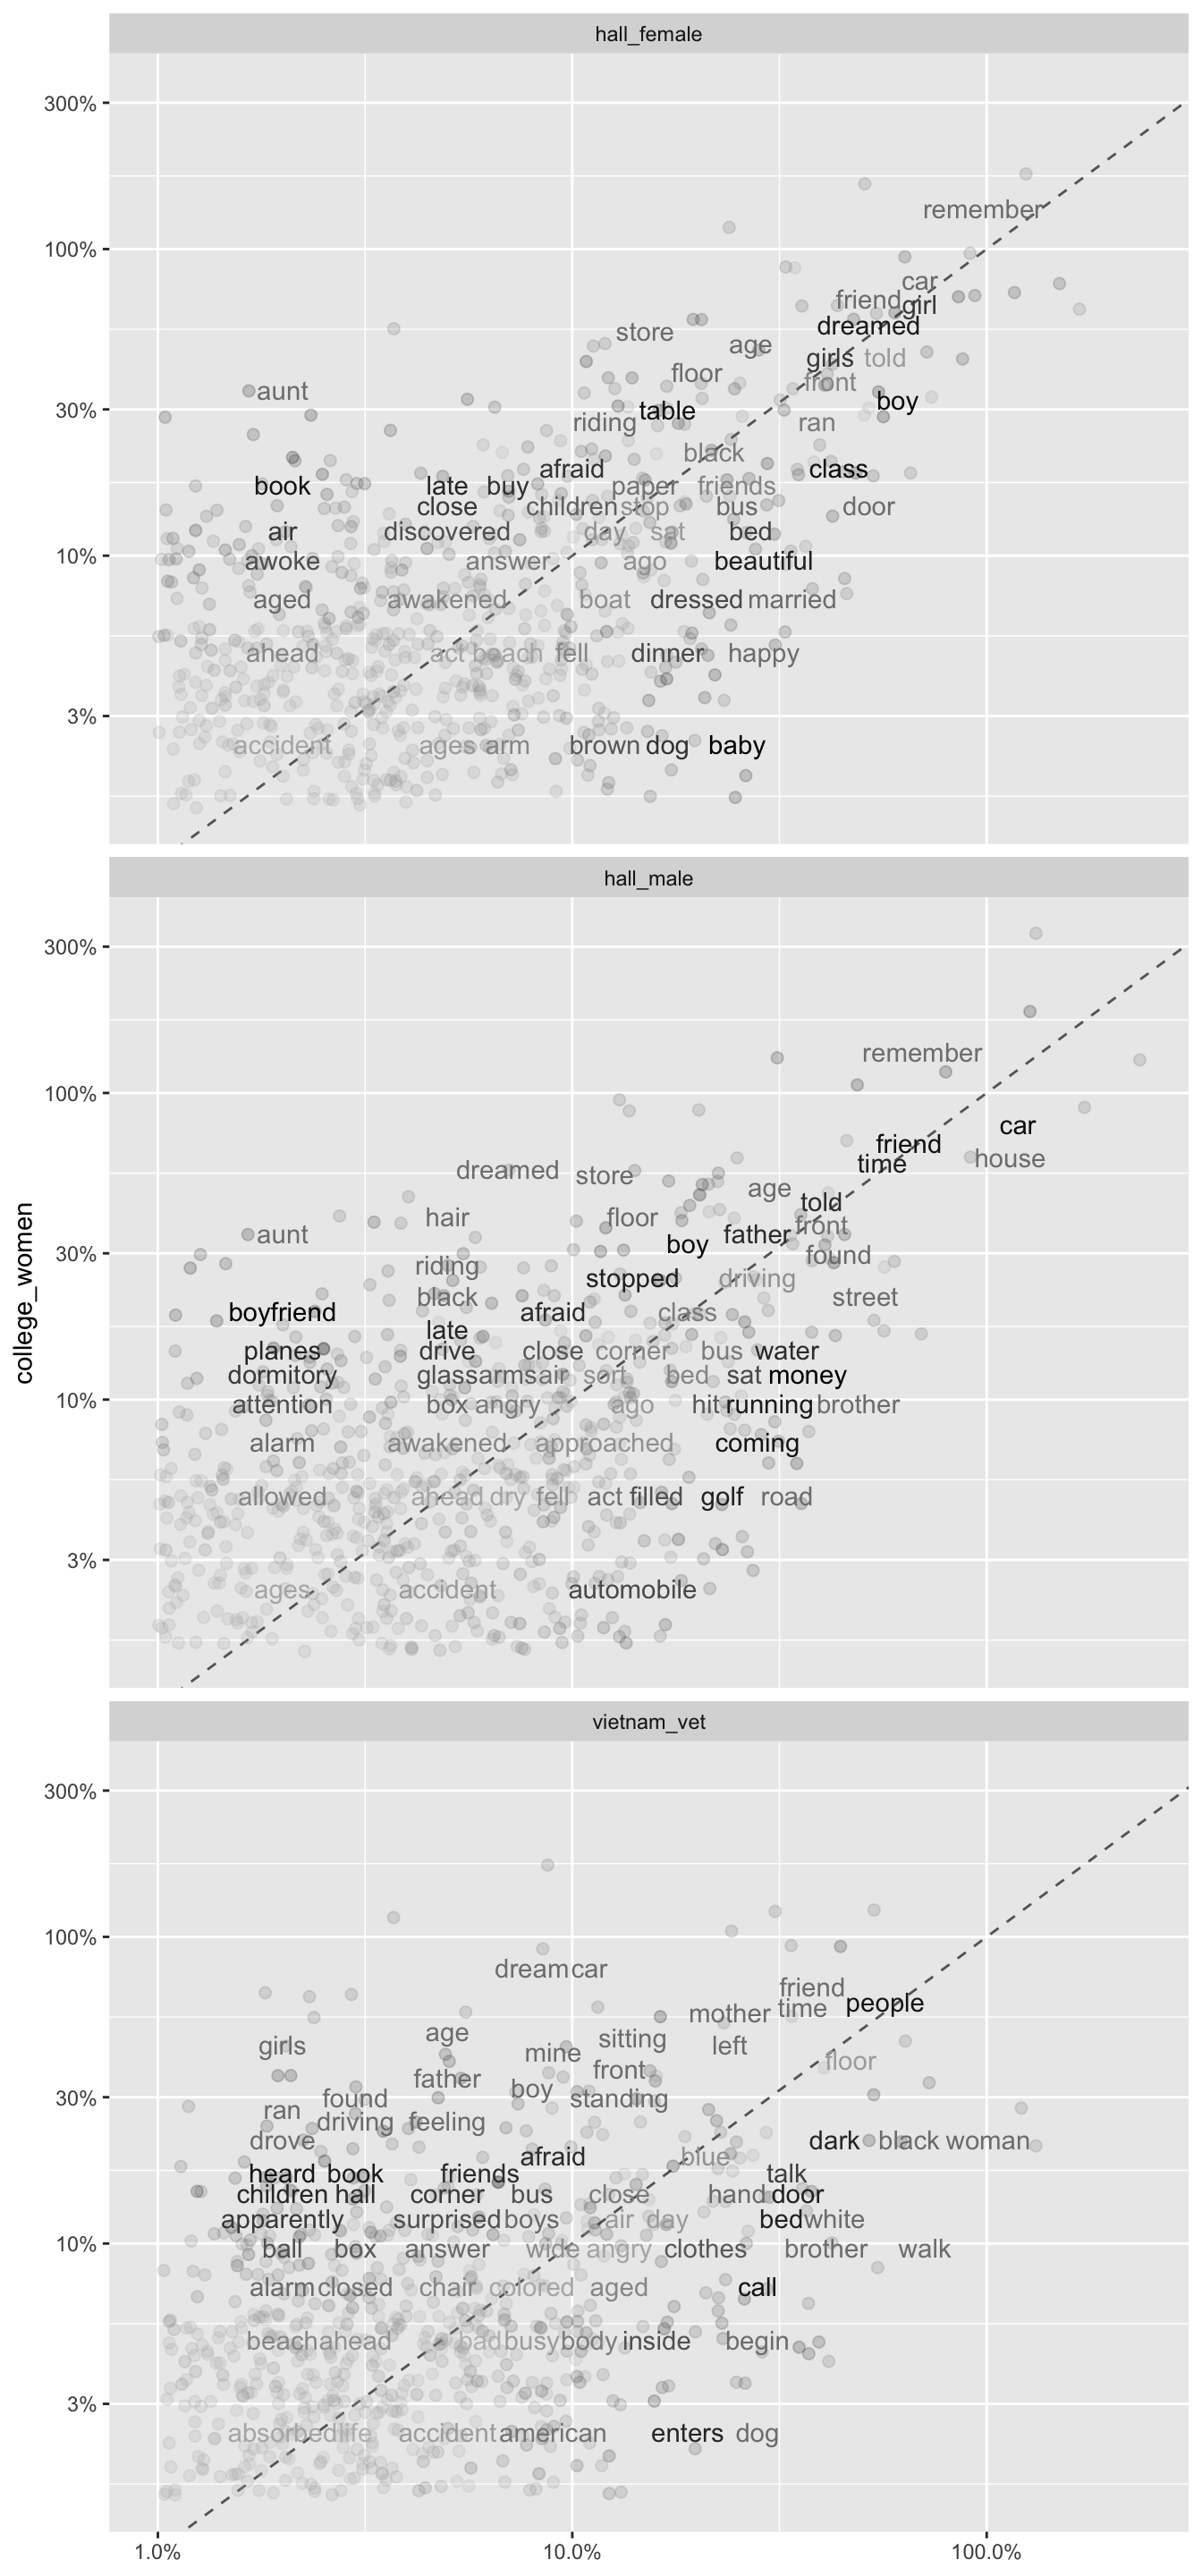 hall_female
300%
remember
100%
car
friend girl
dreamed
store
age
girls told
floor
front
aunt
boy
table
riding ran
black
afraid class
book late buy paper friends
close children stop bus door
air discovered day sat bed
awoke answer ago beautiful
10%
aged awakened boat dressed married
ahead act beach fell dinner happy
30%
3%
accident ages arm brown dog baby
hall_male
300%
remember
100%
car
friend
time house
dreamed store
age
told
hair floor front
aunt father
boy
30%
found
riding stopped driving
black street
boyfriend afraid class
late
planes drive close corner bus water
dormitory glass arms air sort bed sat money
10%
attention box angry ago hit running brother
alarm awakened approached coming
allowed ahead dry fell act filled golf road
3%
ages accident automobile
college_women
vietnam_vet
300%
100%
dream car
friend
people
mother time
age sitting
girls mine left
floor
father front
boy
30%
found standing
ran
driving feeling
drove dark black woman
afraid blue
heard book friends talk
children hall corner bus close hand door
apparently surprised boys air day bed white
10%
ball box answer wide angry clothes brother walk
alarm closed chair colored aged call
beach ahead bad busy body inside begin
3%
absorbed life accident american enters dog
1.0% 10.0% 100.0%